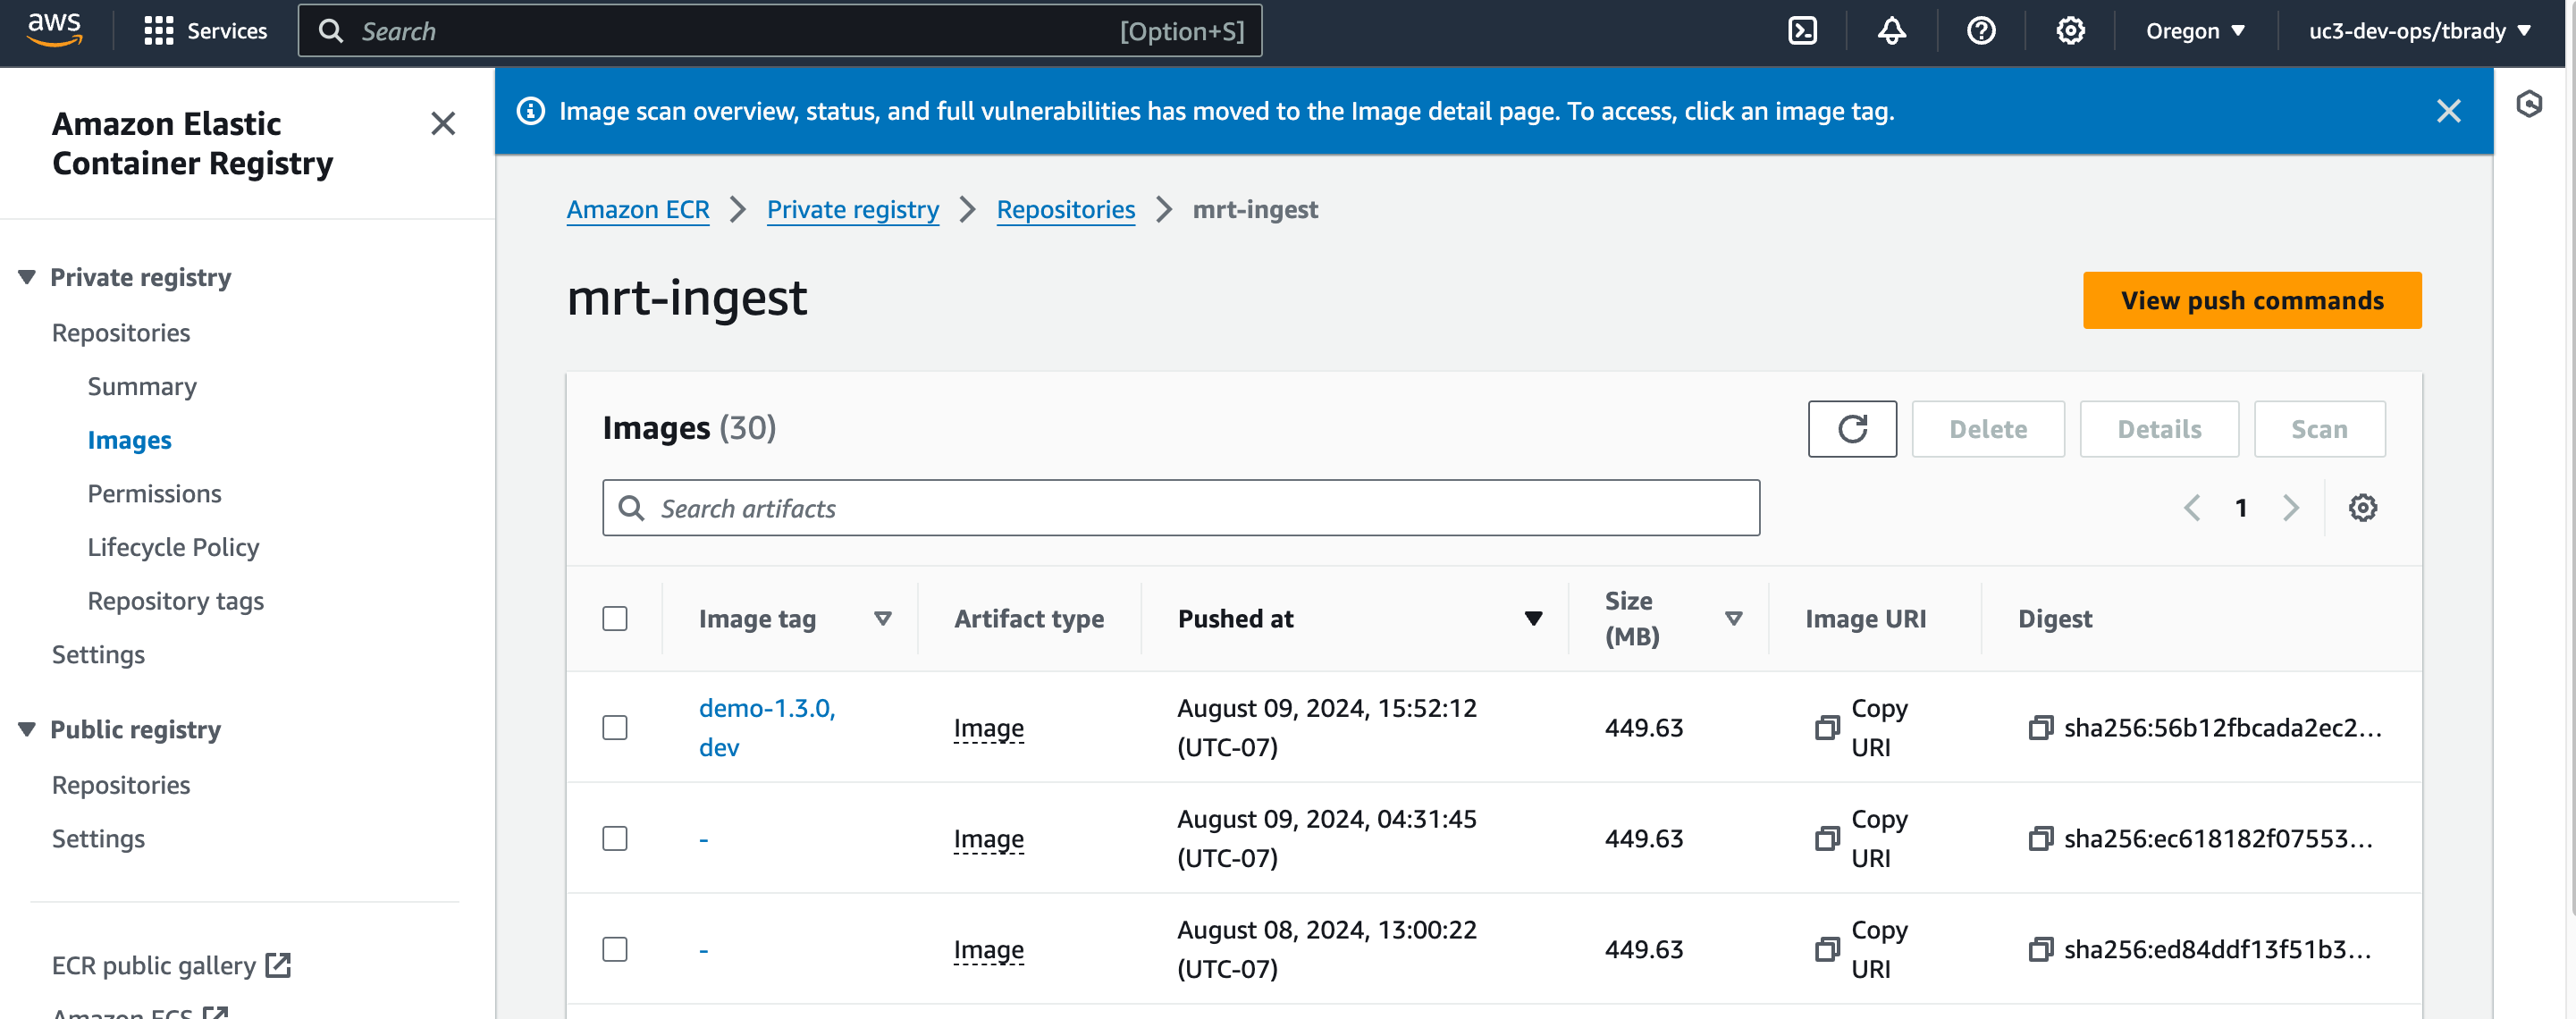 aws
Services
Search
[Option+S]
Oregon
uc3-dev-ops/tbrady
Amazon Elastic
Container Registry
Private registry
Repositories
Summary
Images
Permissions
Lifecycle Policy
Repository tags
Settings
Public registry
Repositories
Settings
ECR public gallery
Amazon ECS
Image scan overview, status, and full vulnerabilities has moved to the Image detail page. To access, click an image tag.
Amazon ECR
Private registry
Repositories
mrt-ingest
mrt-ingest
View push commands
Images (30)
Delete
Details
Scan
Search artifacts
1
Image tag
Artifact type
Pushed at
Size
(MB)
Image URI
Digest
demo-1.3.0,
dev
Image
August 09, 2024, 15:52:12
(UTC-07)
449.63
Copy
URI
sha256:56b12fbcada2ec2...
-
Image
August 09, 2024, 04:31:45
(UTC-07)
449.63
Copy
URI
sha256:ec618182f07553...
-
Image
August 08, 2024, 13:00:22
(UTC-07)
449.63
Copy
URI
sha256:ed84ddf13f51b3...